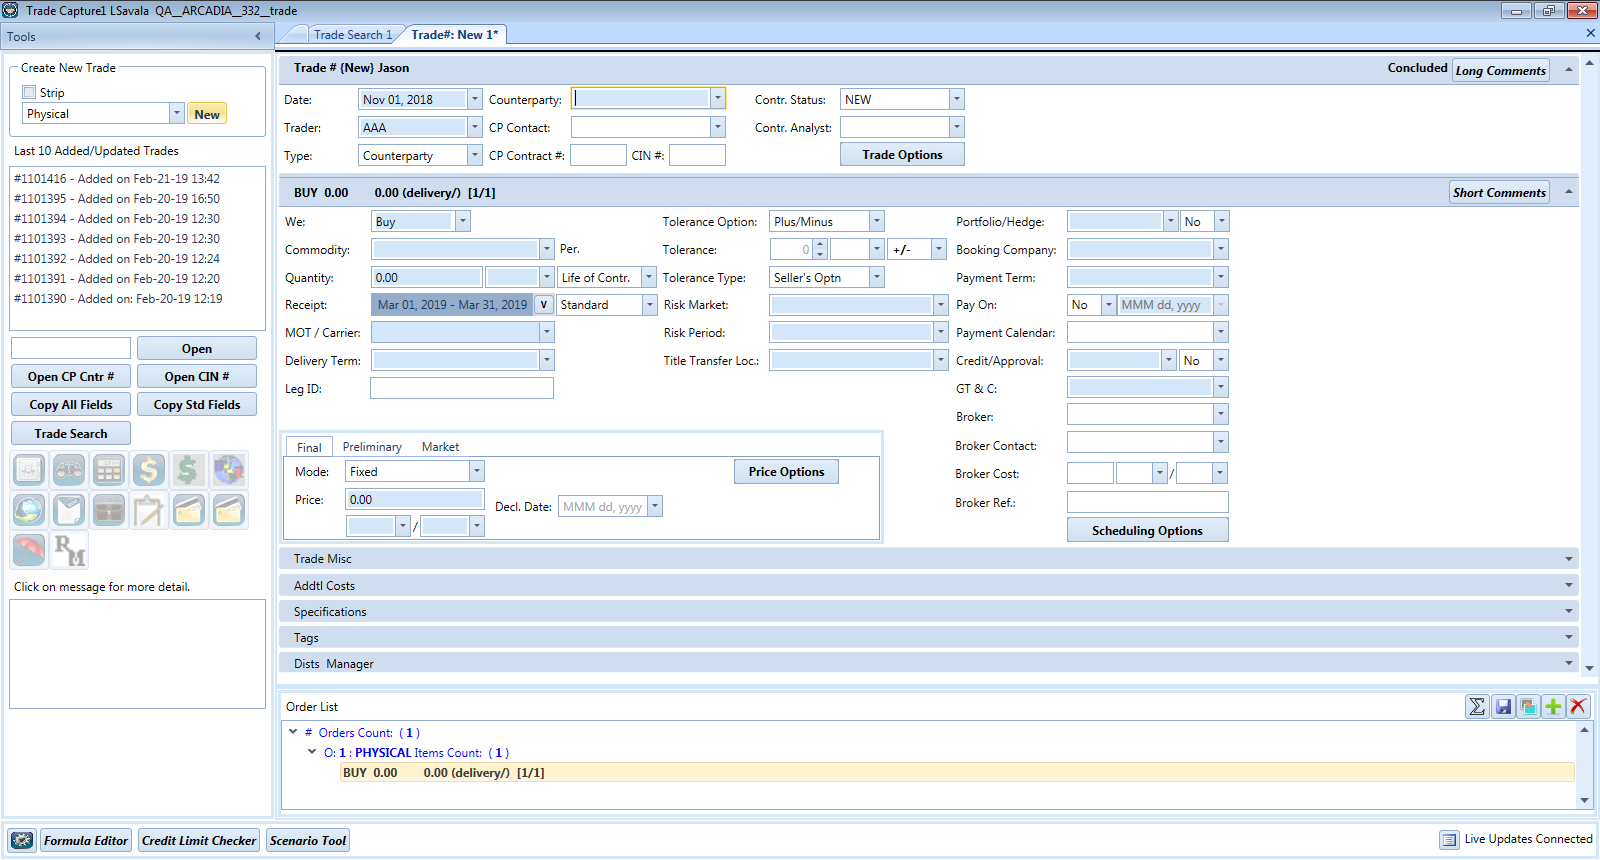 Trade Capture1 LSavala  QA__ARCADIA__332__trade
Tools
Trade Search 1
Trade#: New 1*
Create New Trade
Strip
Physical
New
Last 10 Added/Updated Trades
#1101416 - Added on Feb-21-19 13:42
#1101395 - Added on Feb-20-19 16:50
#1101394 - Added on Feb-20-19 12:30
#1101393 - Added on Feb-20-19 12:30
#1101392 - Added on Feb-20-19 12:24
#1101391 - Added on Feb-20-19 12:20
#1101390 - Added on: Feb-20-19 12:19
Open
Open CP Cntr #
Open CIN #
Copy All Fields
Copy Std Fields
Trade Search
RM
Click on message for more detail.
Trade # {New} Jason
Concluded
Long Comments
Date: Nov 01, 2018 Counterparty: Contr. Status: NEW
Trader: AAA CP Contact: Contr. Analyst:
Type: Counterparty CP Contract #: CIN #: Trade Options
BUY  0.00 0.00 (delivery/)  [1/1]
Short Comments
We: Buy Tolerance Option: Plus/Minus Portfolio/Hedge: No
Commodity: Per. Tolerance: 0 +/- Booking Company:
Quantity: 0.00 Life of Contr. Tolerance Type: Seller's Optn Payment Term:
Receipt: Mar 01, 2019 - Mar 31, 2019 v Standard Risk Market: Pay On: No MMM dd, yyyy
MOT / Carrier: Risk Period: Payment Calendar:
Delivery Term: Title Transfer Loc.: Credit/Approval: No
Leg ID: GT & C:
Broker:
Broker Contact:
Broker Cost: /
Broker Ref.:
Scheduling Options
Final Preliminary Market
Mode: Fixed Price Options
Price: 0.00 Decl. Date: MMM dd, yyyy
/
Trade Misc
Addtl Costs
Specifications
Tags
Dists  Manager
Order List
# Orders Count: ( 1 )
O: 1 : PHYSICAL Items Count: ( 1 )
BUY  0.00 0.00 (delivery/)  [1/1]
Formula Editor
Credit Limit Checker
Scenario Tool
Live Updates Connected